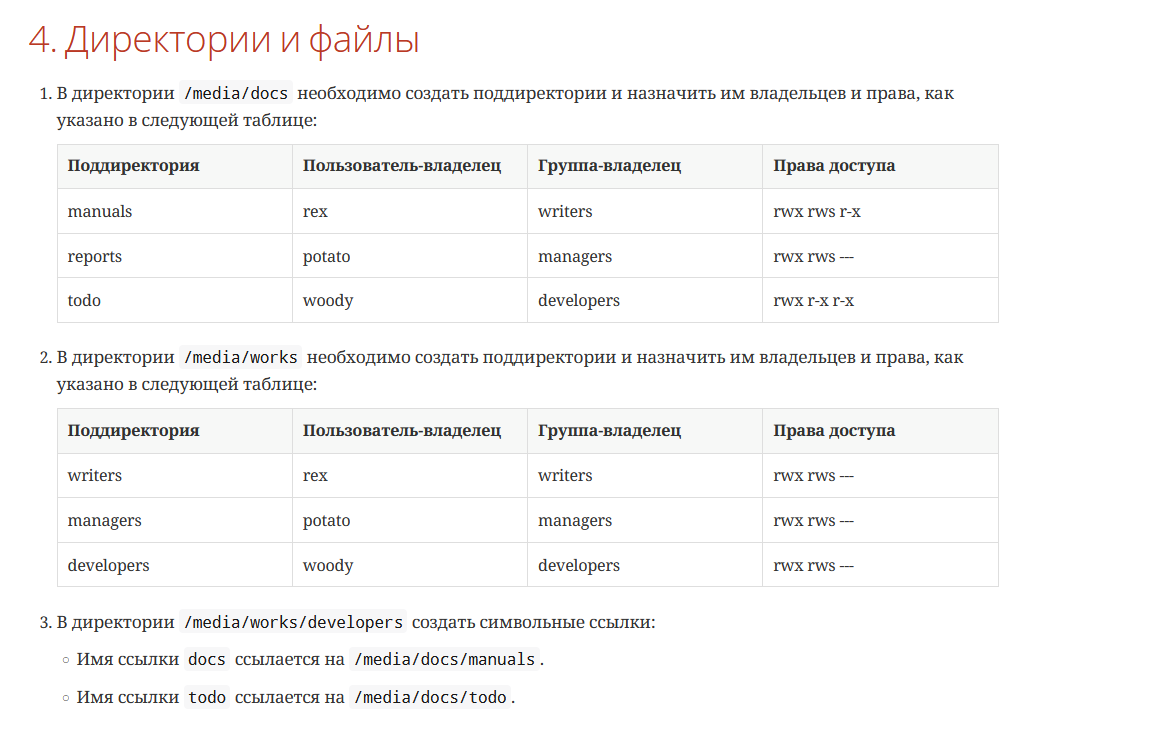 4. Директории и файлы
1. В директории /media/docs необходимо создать поддиректории и назначить им владельцев и права, как
указано в следующей таблице:
Поддиректория Пользователь-владелец Группа-владелец Права доступа
manuals rex writers rwx rws r-x
reports potato managers rwx rws ---
todo woody developers rwx r-x r-x
2. В директории /media/works необходимо создать поддиректории и назначить им владельцев и права, как
указано в следующей таблице:
Поддиректория Пользователь-владелец Группа-владелец Права доступа
writers rex writers rwx rws ---
managers potato managers rwx rws ---
developers woody developers rwx rws ---
3. В директории /media/works/developers создать символьные ссылки:
○ Имя ссылки docs ссылается на /media/docs/manuals.
○ Имя ссылки todo ссылается на /media/docs/todo.